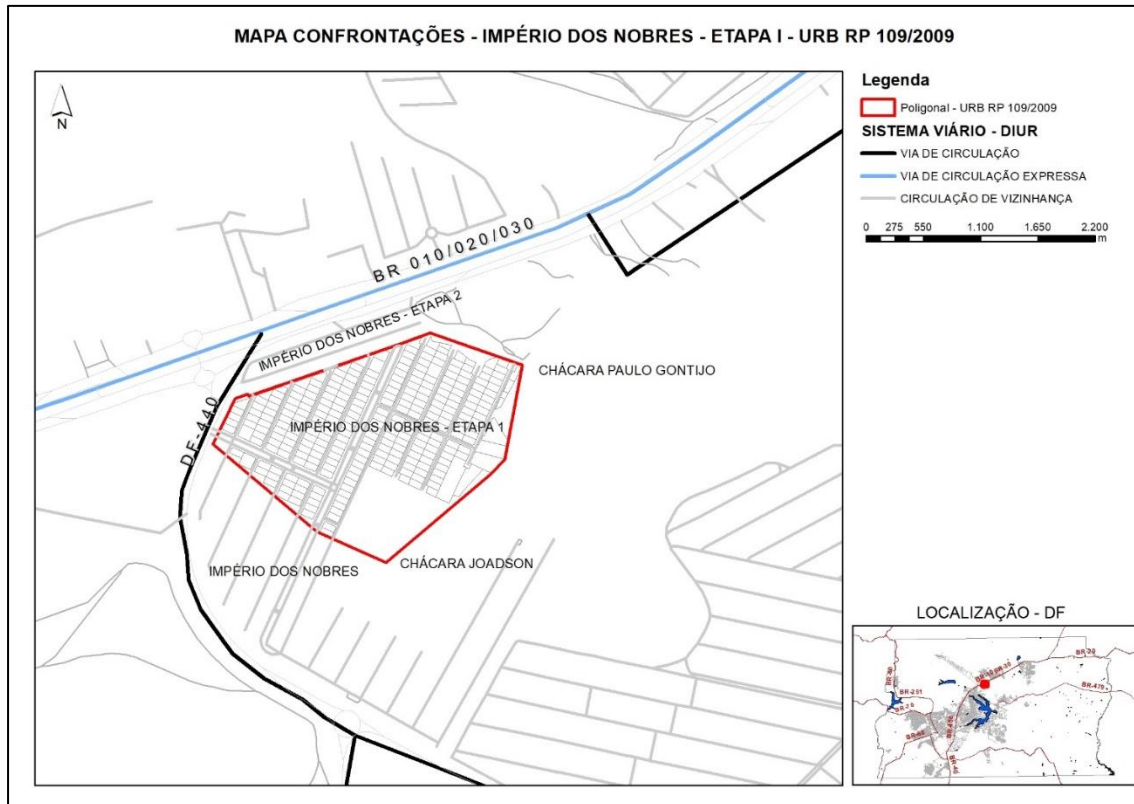 MAPA CONFRONTAÇÕES - IMPÉRIO DOS NOBRES - ETAPA I - URB RP 109/2009
N
BR 010/020/030
IMPÉRIO DOS NOBRES - ETAPA 2
CHÁCARA PAULO GONTIJO
DF-440
IMPÉRIO DOS NOBRES - ETAPA 1
CHÁCARA JOADSON
IMPÉRIO DOS NOBRES
Legenda
Poligonal - URB RP 109/2009
SISTEMA VIÁRIO - DIUR
VIA DE CIRCULAÇÃO
VIA DE CIRCULAÇÃO EXPRESSA
CIRCULAÇÃO DE VIZINHANÇA
0 275 550 1.100 1.650 2.200
m
LOCALIZAÇÃO - DF
BR-251